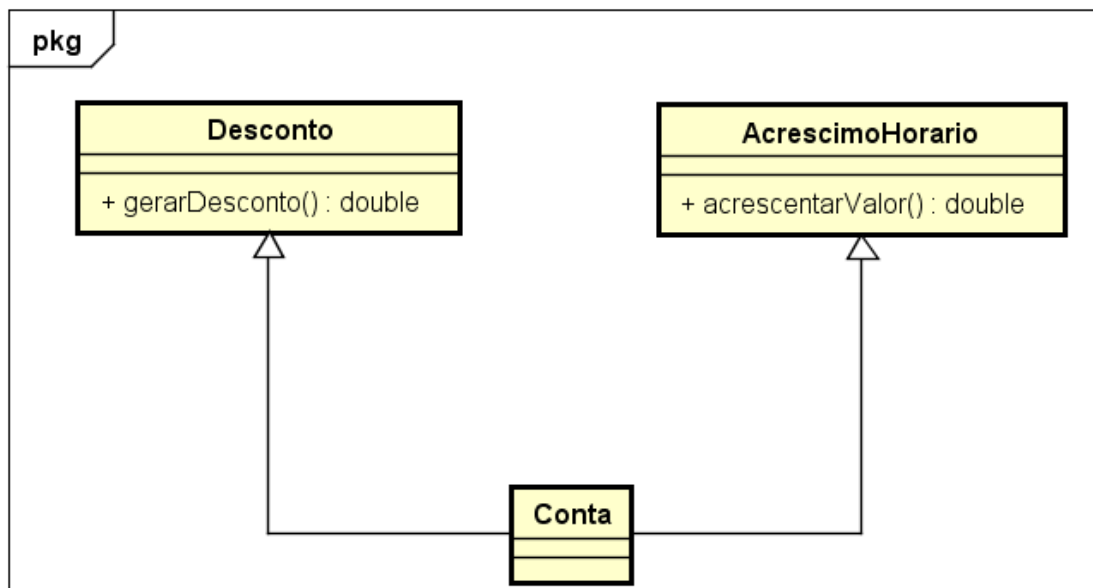 pkg
Desconto
+ gerarDesconto() : double
AcrescimoHorario
+ acrescentarValor() : double
Conta